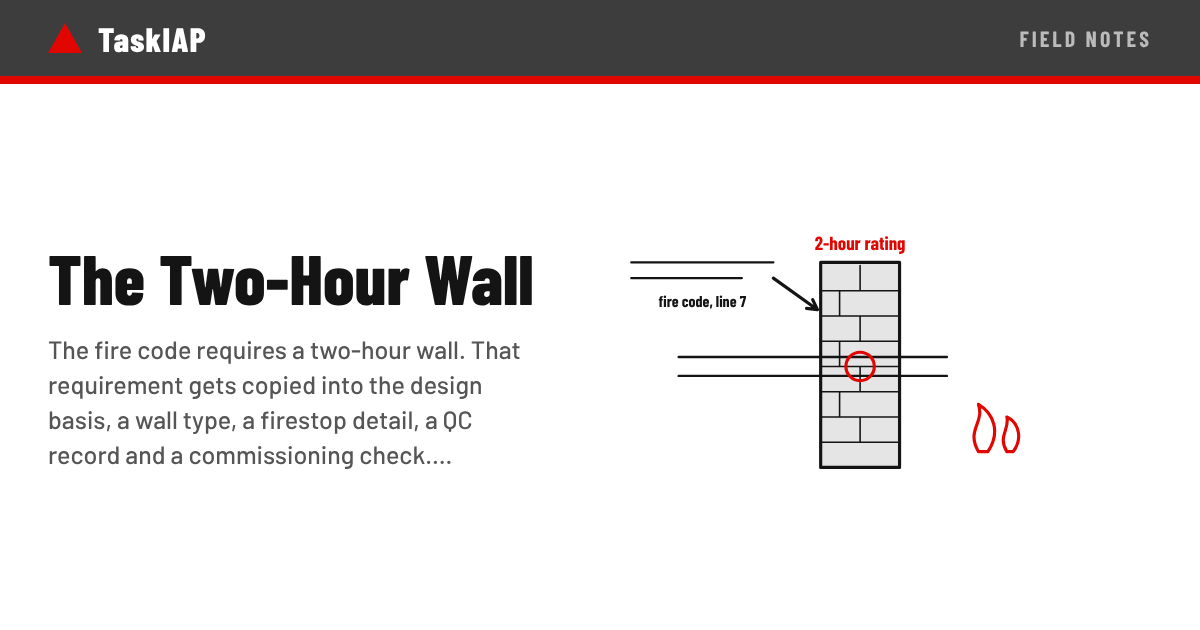 TaskIAP
FIELD NOTES
The Two-Hour Wall
The fire code requires a two-hour wall. That
requirement gets copied into the design
basis, a wall type, a firestop detail, a QC
record and a commissioning check....
2-hour rating
fire code, line 7